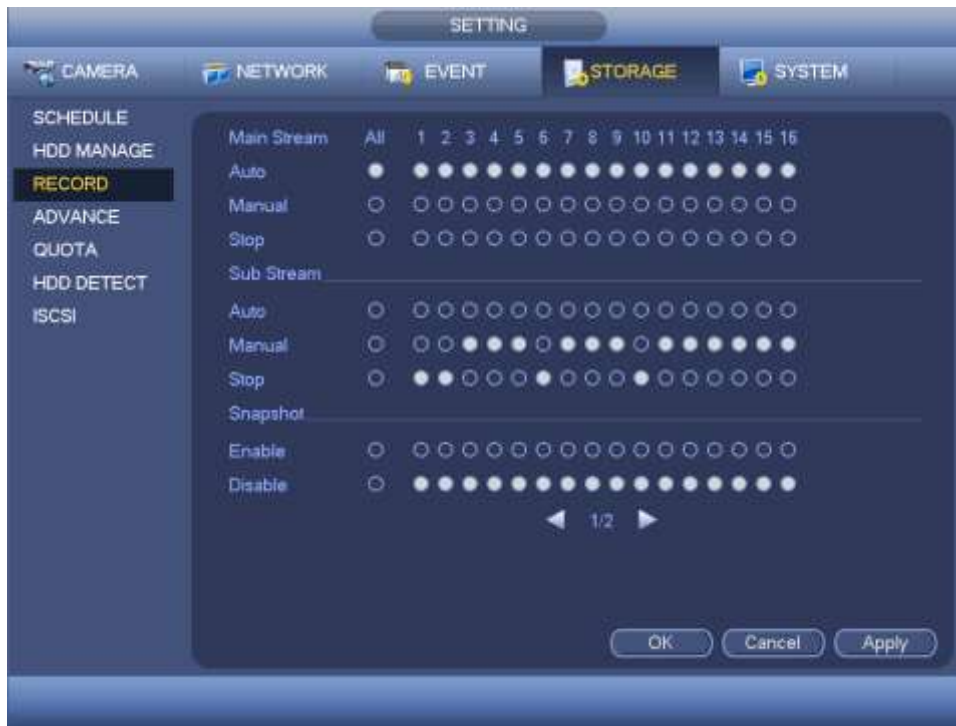 SETTING
CAMERA NETWORK EVENT STORAGE SYSTEM
SCHEDULE
HDD MANAGE
RECORD
ADVANCE
QUOTA
HDD DETECT
ISCSI
Main Stream All 1 2 3 4 5 6 7 8 9 10 11 12 13 14 15 16
Auto
Manual
Stop
Sub Stream
Auto
Manual
Stop
Snapshot
Enable
Disable
1/2
OK Cancel Apply